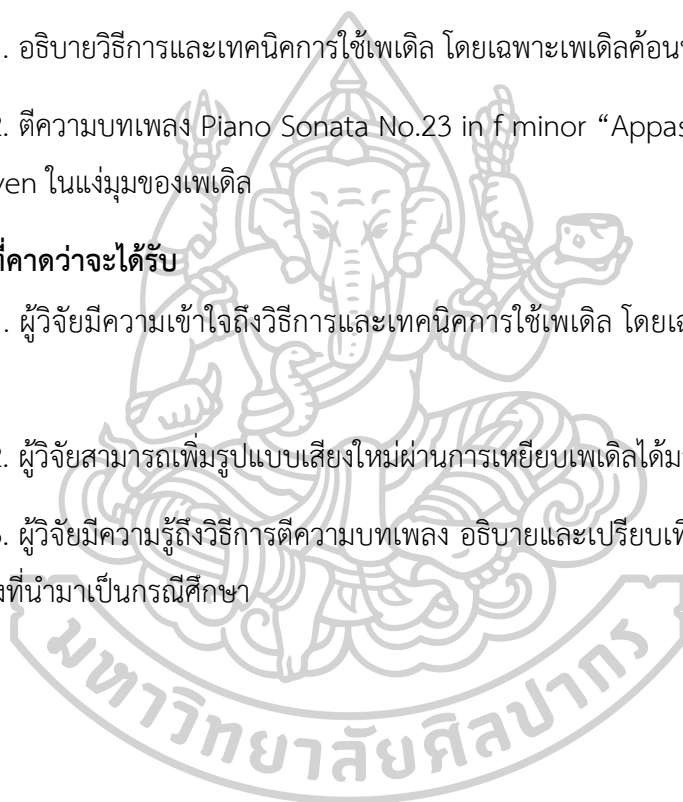 . อธิบายวิธีการและเทคนิคการใช้เพเดิล โดยเฉพาะเพเดิลค้อน
2. ตีความบทเพลง Piano Sonata No.23 in f minor “Appas
ven ในแง่มุมของเพเดิล
ที่คาดว่าจะได้รับ
. ผู้วิจัยมีความเข้าใจถึงวิธีการและเทคนิคการใช้เพเดิล โดยเฉ
2. ผู้วิจัยสามารถเพิ่มรูปแบบเสียงใหม่ผ่านการเหยียบเพเดิลได้ม
3. ผู้วิจัยมีความรู้ถึงวิธีการตีความบทเพลง อธิบายและเปรียบเที
งที่นำมาเป็นกรณีศึกษา
มหาวิทยาลัยศิลปากร